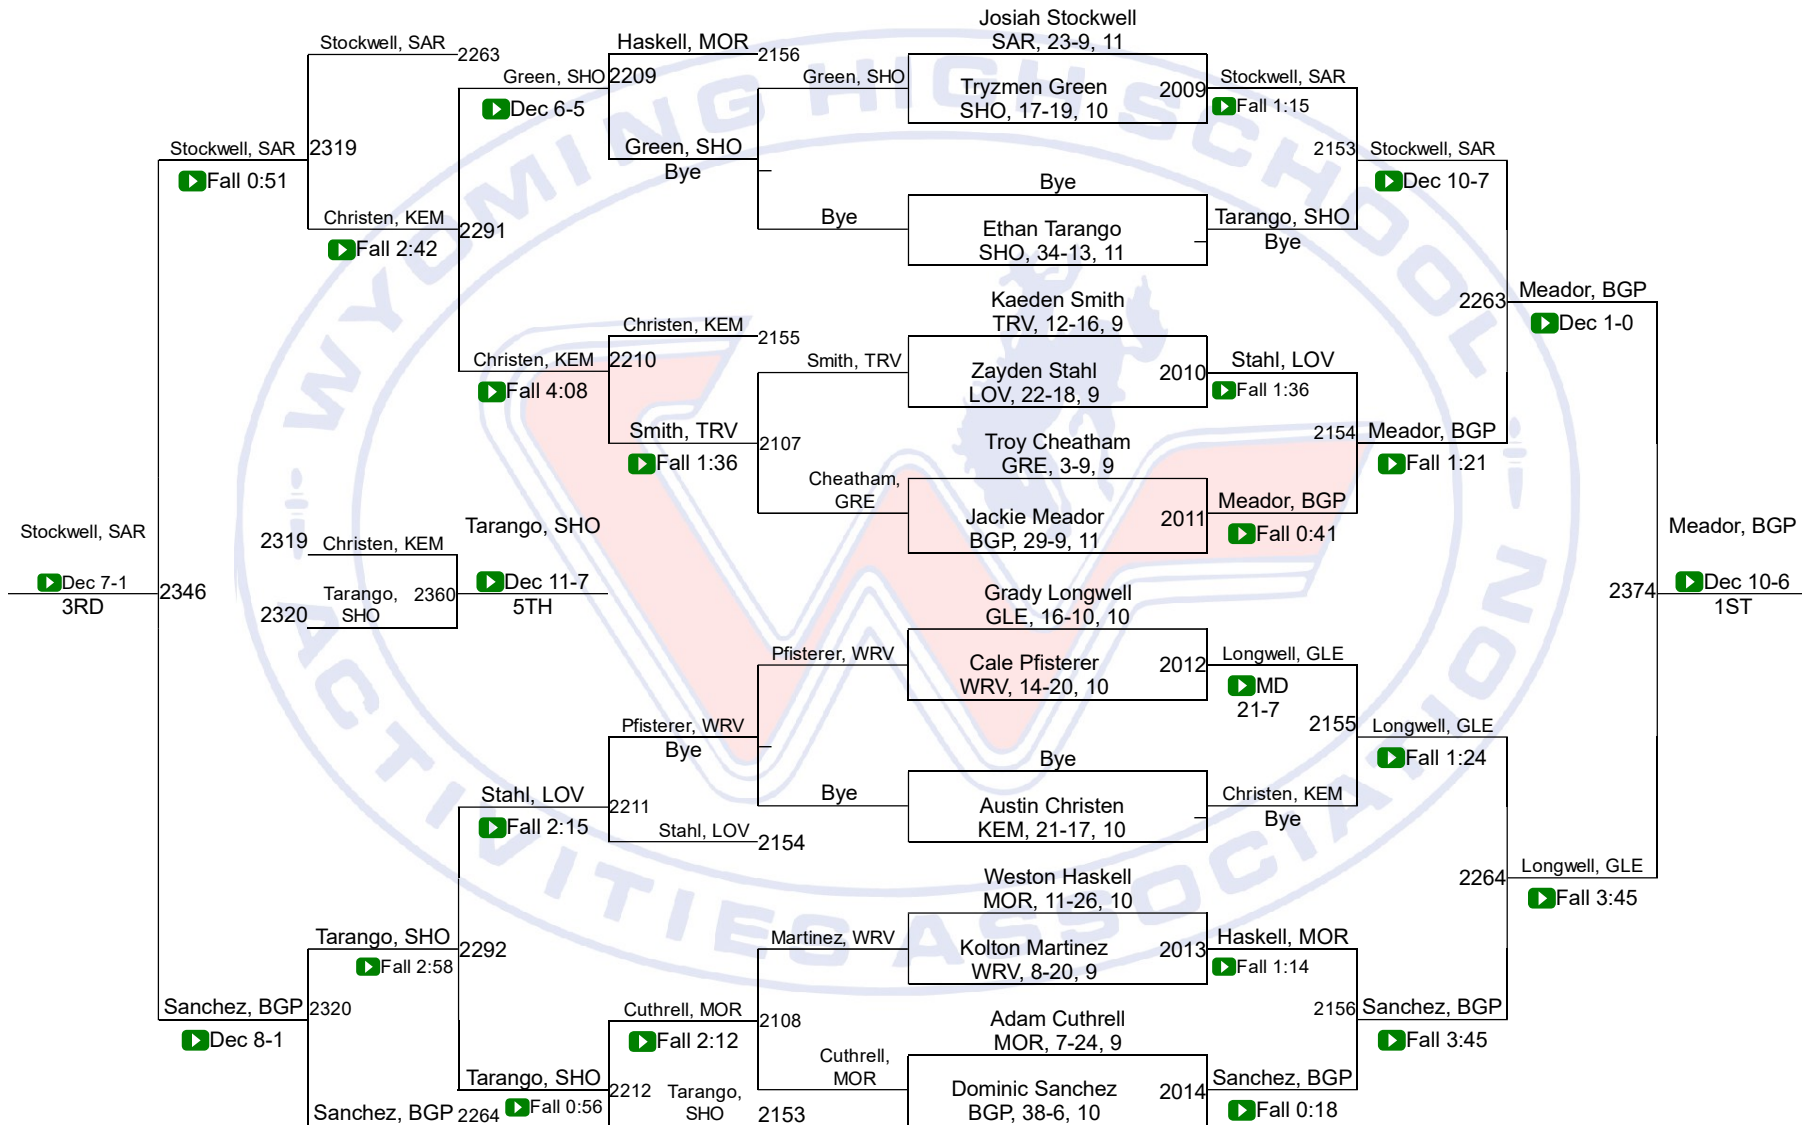 Josiah Stockwell
Stockwell, SAR
2263
Haskell, MOR
2156
SAR, 23-9, 11
Green, SHO
2209
Green, SHO
Tryzmen Green
2009
Stockwell, SAR
Dec 6-5
SHO, 17-19, 10
Fall 1:15
Stockwell, SAR
2319
Green, SHO
2153
Stockwell, SAR
Fall 0:51
Bye
Bye
Dec 10-7
Christen, KEM
2291
Bye
Ethan Tarango
Tarango, SHO
Fall 2:42
SHO, 34-13, 11
Bye
Kaeden Smith
2263
Meador, BGP
Christen, KEM
2155
TRV, 12-16, 9
Dec 1-0
Christen, KEM
2210
Smith, TRV
Zayden Stahl
2010
Stahl, LOV
Fall 4:08
LOV, 22-18, 9
Fall 1:36
Smith, TRV
2107
Troy Cheatham
2154
Meador, BGP
Fall 1:36
GRE, 3-9, 9
Fall 1:21
Cheatham,
GRE
Meador, BGP
Jackie Meador
2011
Stockwell, SAR
2319
Christen, KEM
Tarango, SHO
BGP, 29-9, 11
Fall 0:41
Meador, BGP
Dec 7-1
2346
Tarango,
SHO
2360
Dec 11-7
Grady Longwell
2374
Dec 10-6
3RD
2320
5TH
GLE, 16-10, 10
1ST
Pfisterer, WRV
Cale Pfisterer
2012
Longwell, GLE
WRV, 14-20, 10
MD
21-7
Pfisterer, WRV
2155
Longwell, GLE
Bye
Bye
Fall 1:24
Stahl, LOV
2211
Bye
Austin Christen
Christen, KEM
Fall 2:15
Stahl, LOV
2154
KEM, 21-17, 10
Bye
Weston Haskell
2264
Longwell, GLE
MOR, 11-26, 10
Fall 3:45
Tarango, SHO
2292
Martinez, WRV
Kolton Martinez
2013
Haskell, MOR
Fall 2:58
WRV, 8-20, 9
Fall 1:14
Sanchez, BGP
2320
Cuthrell, MOR
2108
Adam Cuthrell
2156
Sanchez, BGP
Dec 8-1
Fall 2:12
MOR, 7-24, 9
Fall 3:45
Cuthrell,
MOR
Tarango, SHO
2212
Tarango,
SHO
2153
Dominic Sanchez
2014
Sanchez, BGP
Sanchez, BGP
2264
Fall 0:56
BGP, 38-6, 10
Fall 0:18
WYOMING HIGH SCHOOL
ACTIVITIES ASSOCIATION
W